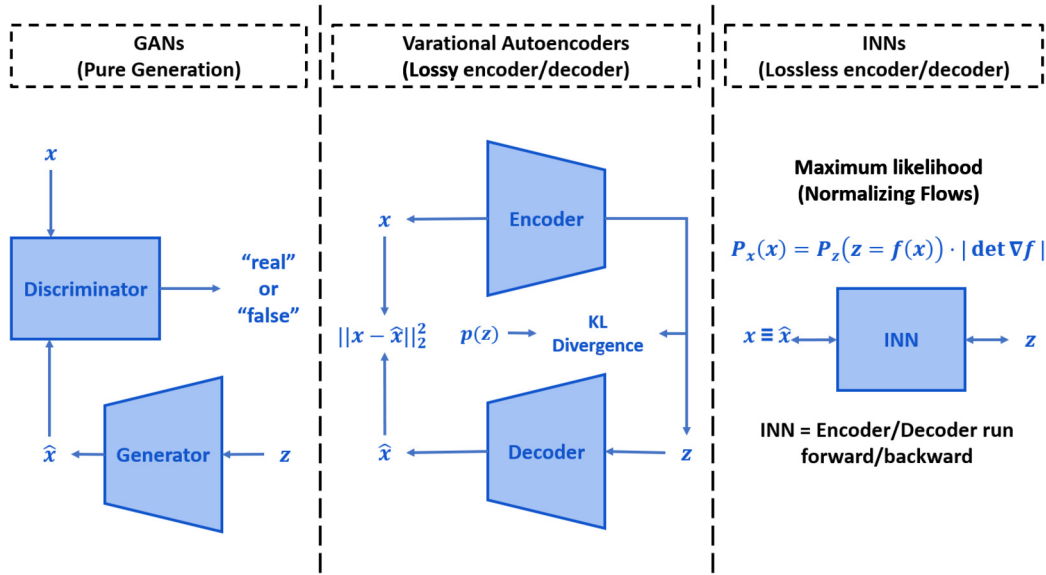 GANs
(Pure Generation)
x
Discriminator
“real”
or
“false”
x̂
Generator
z
Varational Autoencoders
(Lossy encoder/decoder)
x
Encoder
||x − x̂||₂²
p(z)
KL
Divergence
x̂
Decoder
z
INNs
(Lossless encoder/decoder)
Maximum likelihood
(Normalizing Flows)
Pₓ(x) = P_z(z = f(x)) · | det ∇f |
x ≡ x̂
INN
z
INN = Encoder/Decoder run
forward/backward